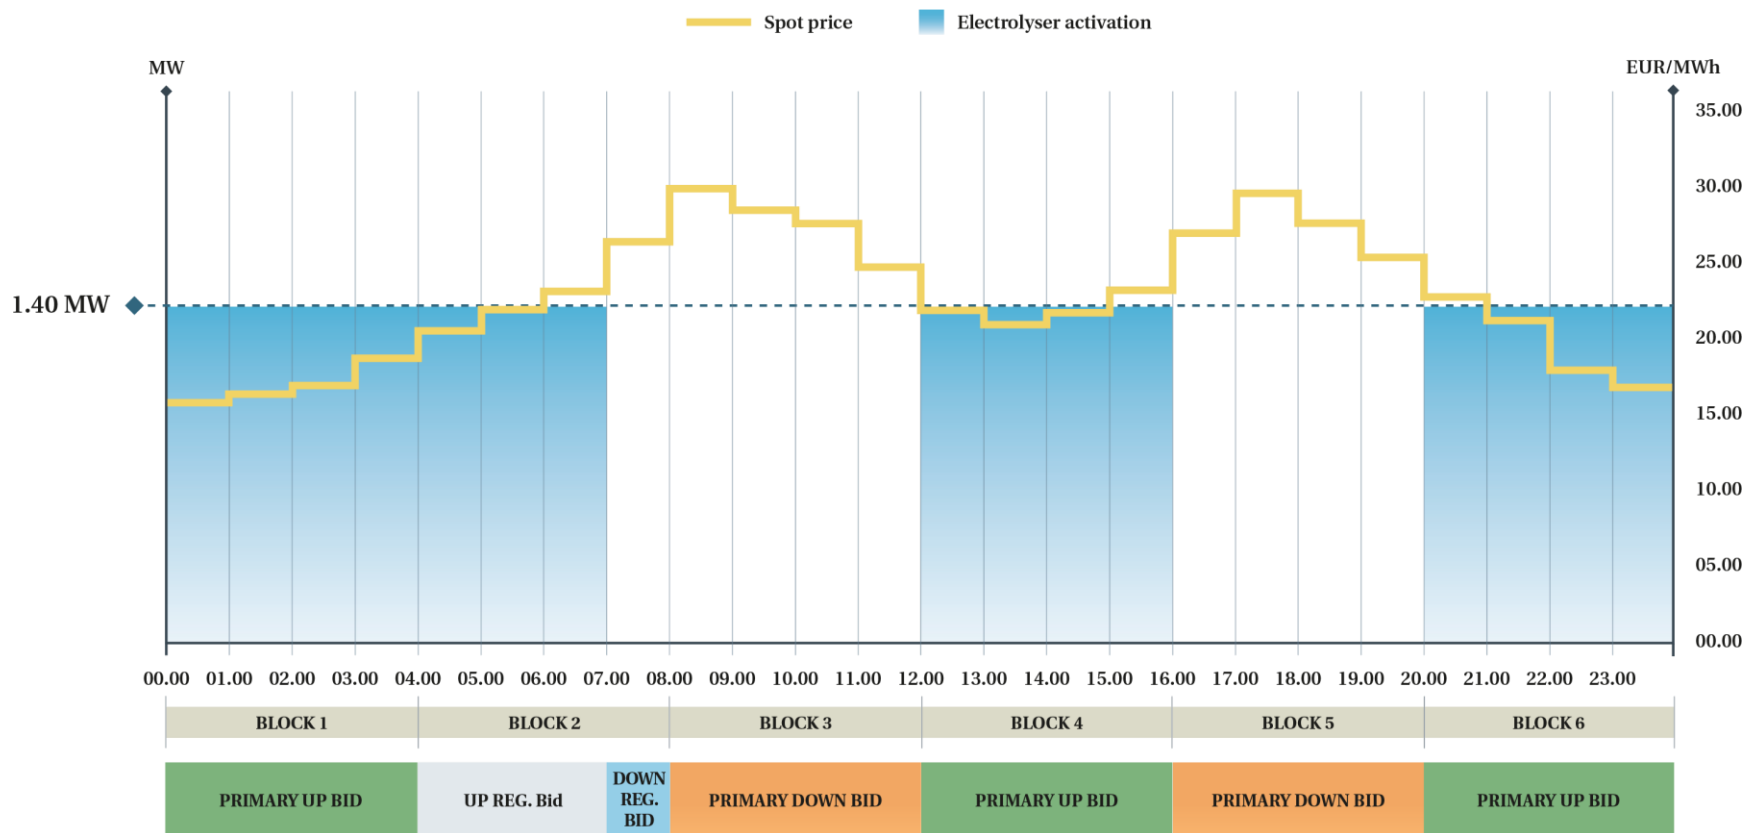 Spot price
Electrolyser activation
MW
EUR/MWh
35.00
30.00
25.00
1.40 MW
20.00
15.00
10.00
05.00
00.00
00.00 01.00 02.00 03.00 04.00 05.00 06.00 07.00 08.00 09.00 10.00 11.00 12.00 13.00 14.00 15.00 16.00 17.00 18.00 19.00 20.00 21.00 22.00 23.00
BLOCK 1 BLOCK 2 BLOCK 3 BLOCK 4 BLOCK 5 BLOCK 6
PRIMARY UP BID
UP REG. Bid
DOWN
REG.
BID
PRIMARY DOWN BID
PRIMARY UP BID
PRIMARY DOWN BID
PRIMARY UP BID